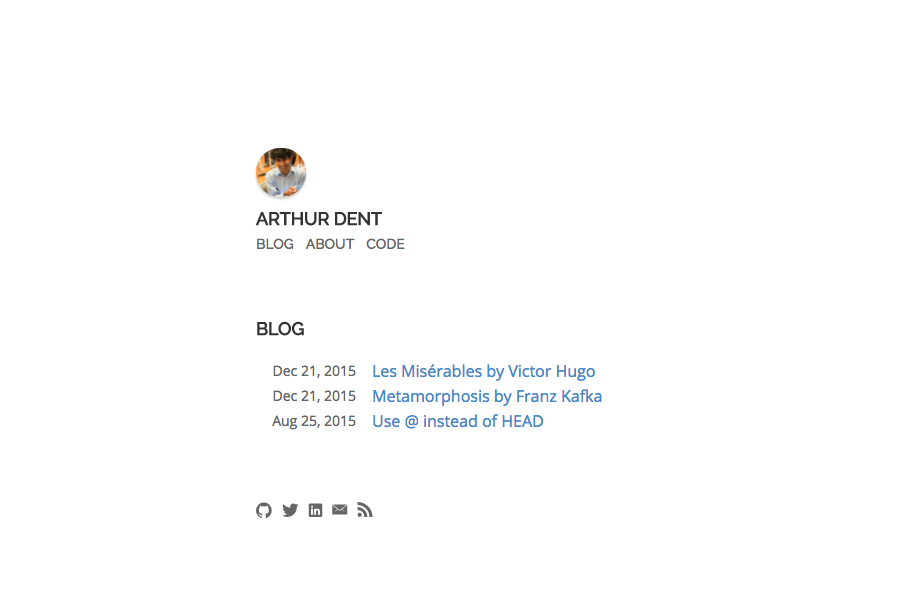 ARTHUR DENT
BLOG ABOUT CODE
BLOG
Dec 21, 2015 Les Misérables by Victor Hugo
Dec 21, 2015 Metamorphosis by Franz Kafka
Aug 25, 2015 Use @ instead of HEAD
in